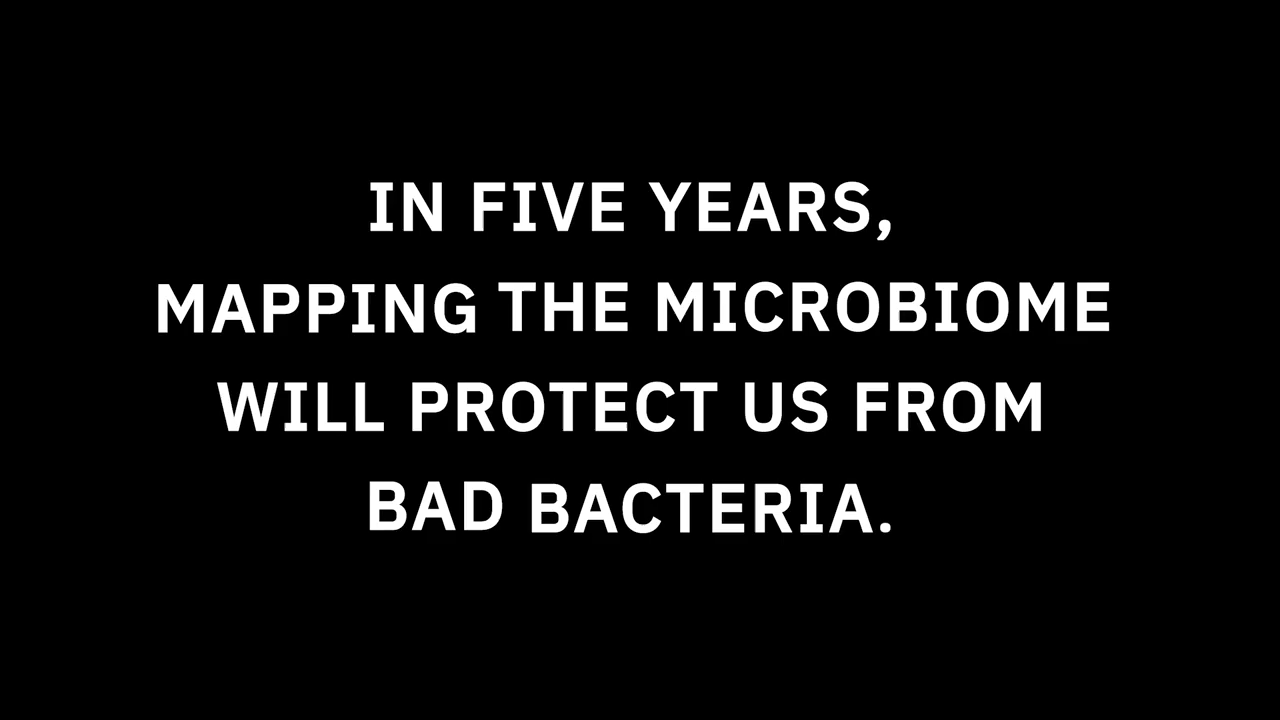 IN FIVE YEARS,
MAPPING THE MICROBIOME
WILL PROTECT US FROM
BAD BACTERIA.